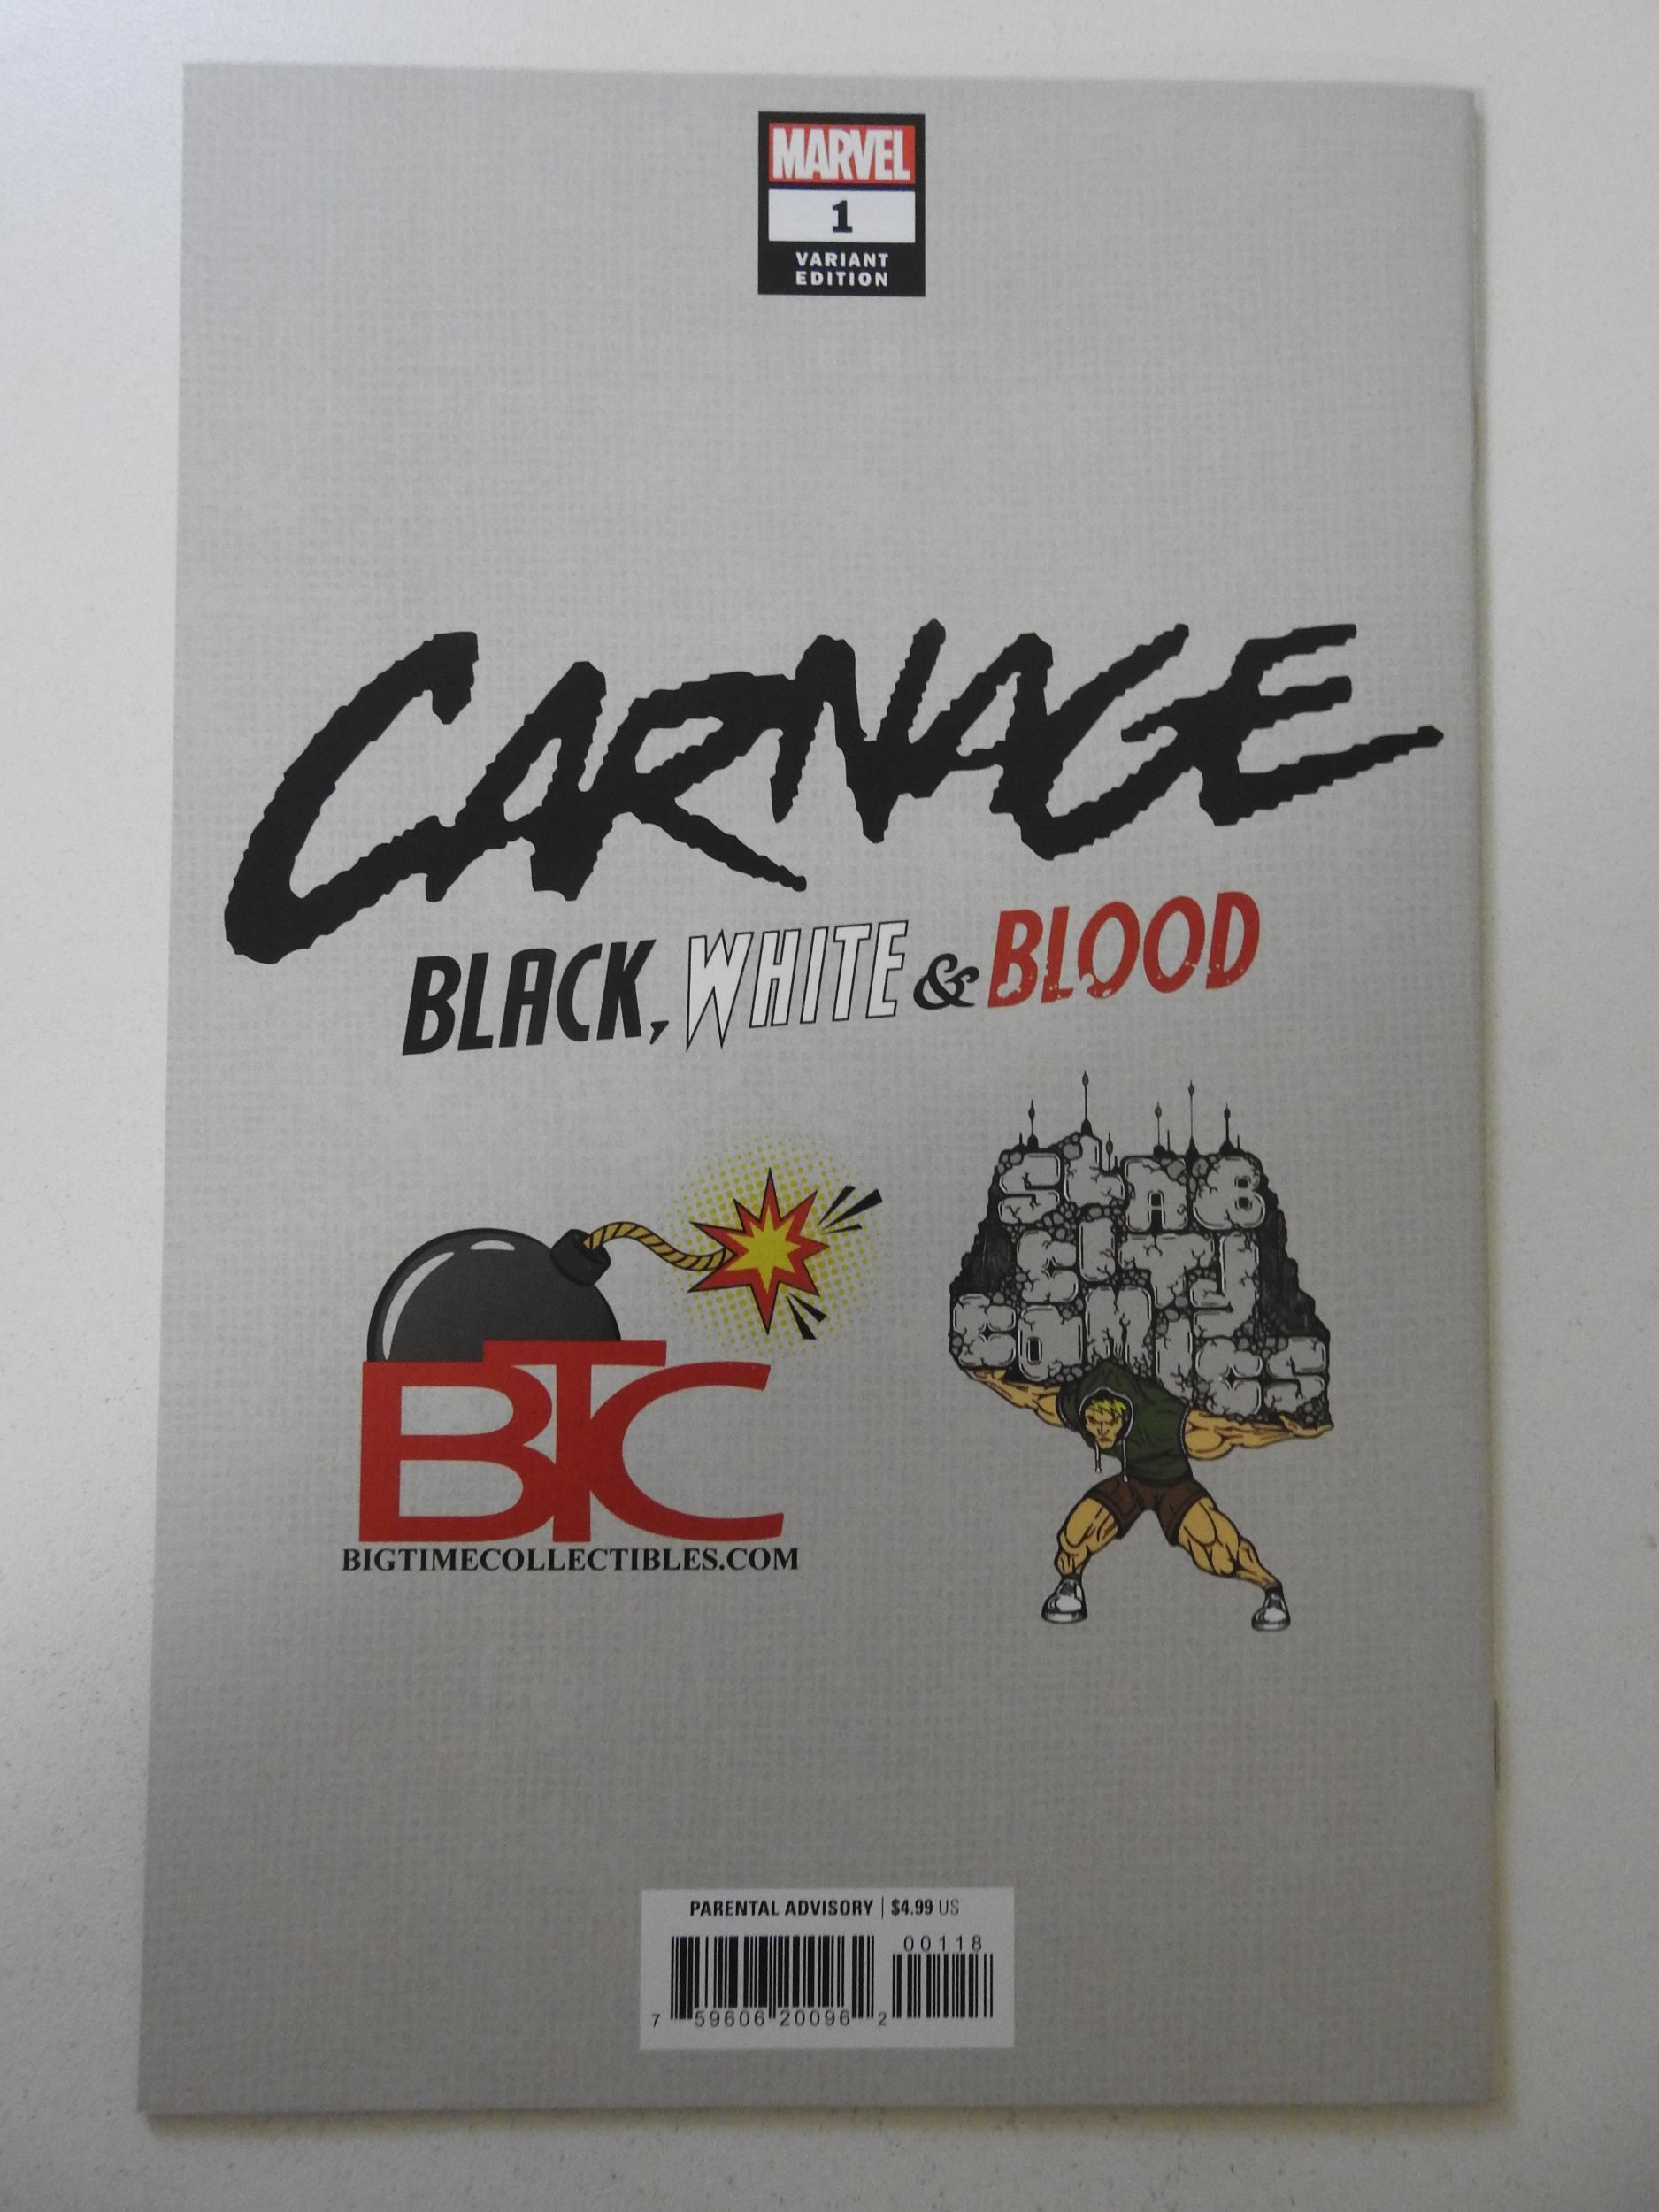 MARVEL
1
VARIANT
EDITION
CARNAGE
BLACK, WHITE & BLOOD
BTC
BIGTIMECOLLECTIBLES.COM
SLAB
CITY
COMICS
PARENTAL ADVISORY | $4.99 US
00118
7 59606 20096 2